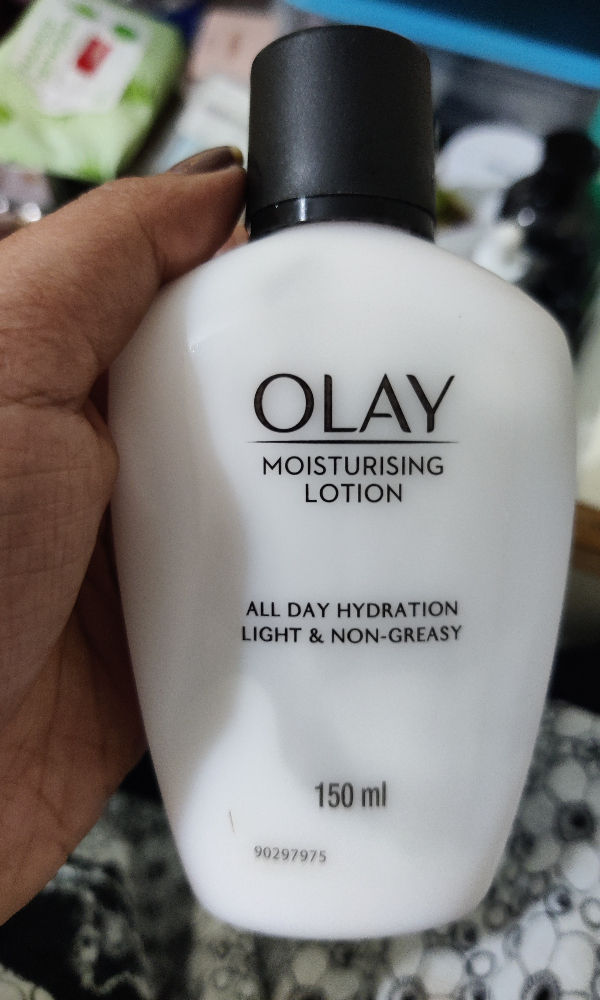 OLAY
MOISTURISING
LOTION
ALL DAY HYDRATION
LIGHT & NON-GREASY
150 ml
90297975